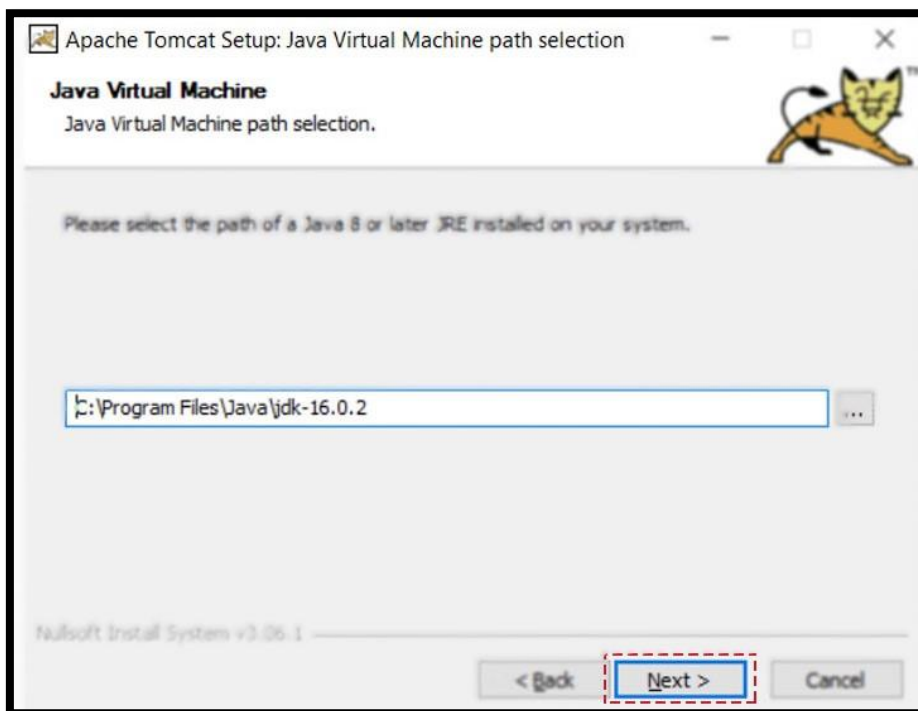 Apache Tomcat Setup: Java Virtual Machine path selection
Java Virtual Machine
Java Virtual Machine path selection.
TM
Please select the path of a Java 8 or later JRE installed on your system.
C:\Program Files\Java\jdk-16.0.2
...
Nullsoft Install System v3.06.1
< Back
Next >
Cancel